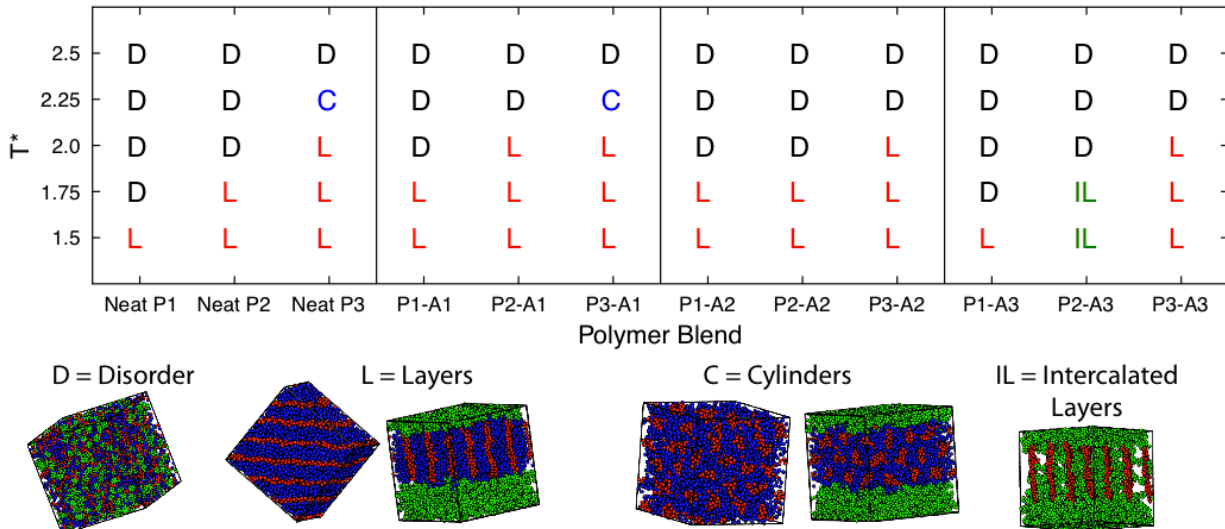 2.5 D D D D D D D D D D D D
2.25 D D C D D C D D D D D D
T*
2.0 D D L D L L D D L D D L
1.75 D L L L L L L L L D IL L
1.5 L L L L L L L L L L IL L
Neat P1 Neat P2 Neat P3 P1-A1 P2-A1 P3-A1 P1-A2 P2-A2 P3-A2 P1-A3 P2-A3 P3-A3
Polymer Blend
D = Disorder L = Layers C = Cylinders IL = Intercalated
Layers